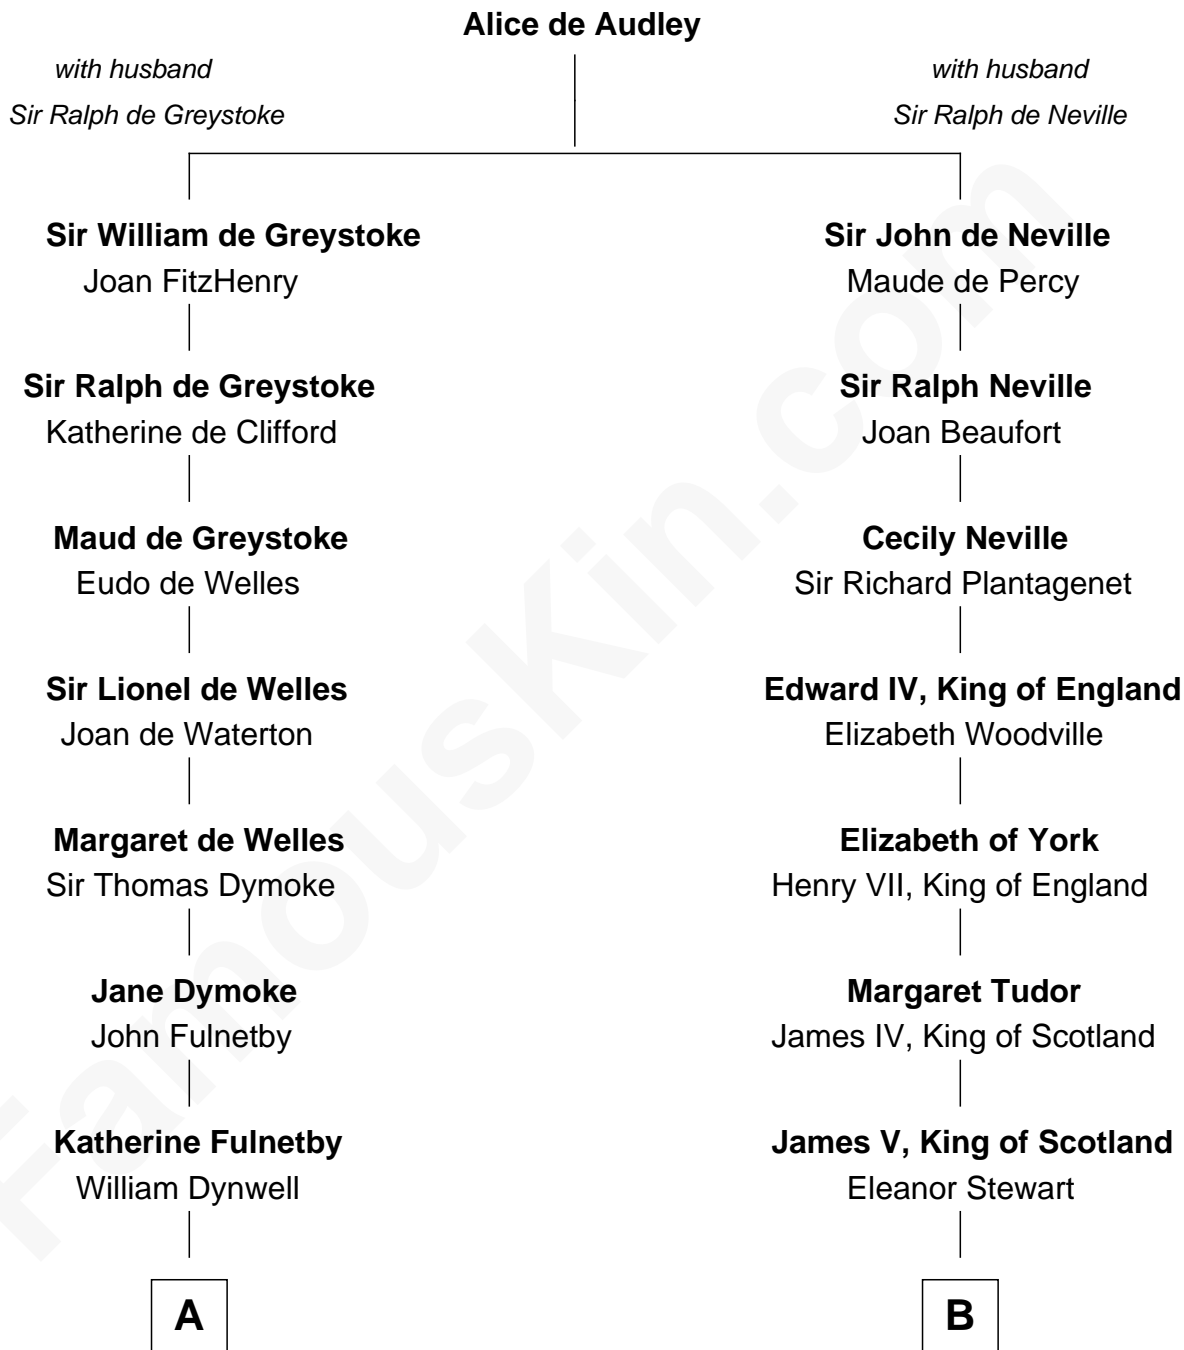 Alice de Audley
with husband
Sir Ralph de Greystoke
with husband
Sir Ralph de Neville
Sir William de Greystoke
Joan FitzHenry
Sir John de Neville
Maude de Percy
Sir Ralph de Greystoke
Katherine de Clifford
Sir Ralph Neville
Joan Beaufort
Maud de Greystoke
Eudo de Welles
Cecily Neville
Sir Richard Plantagenet
Sir Lionel de Welles
Joan de Waterton
Edward IV, King of England
Elizabeth Woodville
Margaret de Welles
Sir Thomas Dymoke
Elizabeth of York
Henry VII, King of England
Jane Dymoke
John Fulnetby
Margaret Tudor
James IV, King of Scotland
Katherine Fulnetby
William Dynwell
James V, King of Scotland
Eleanor Stewart
A
B
FamousKin.com